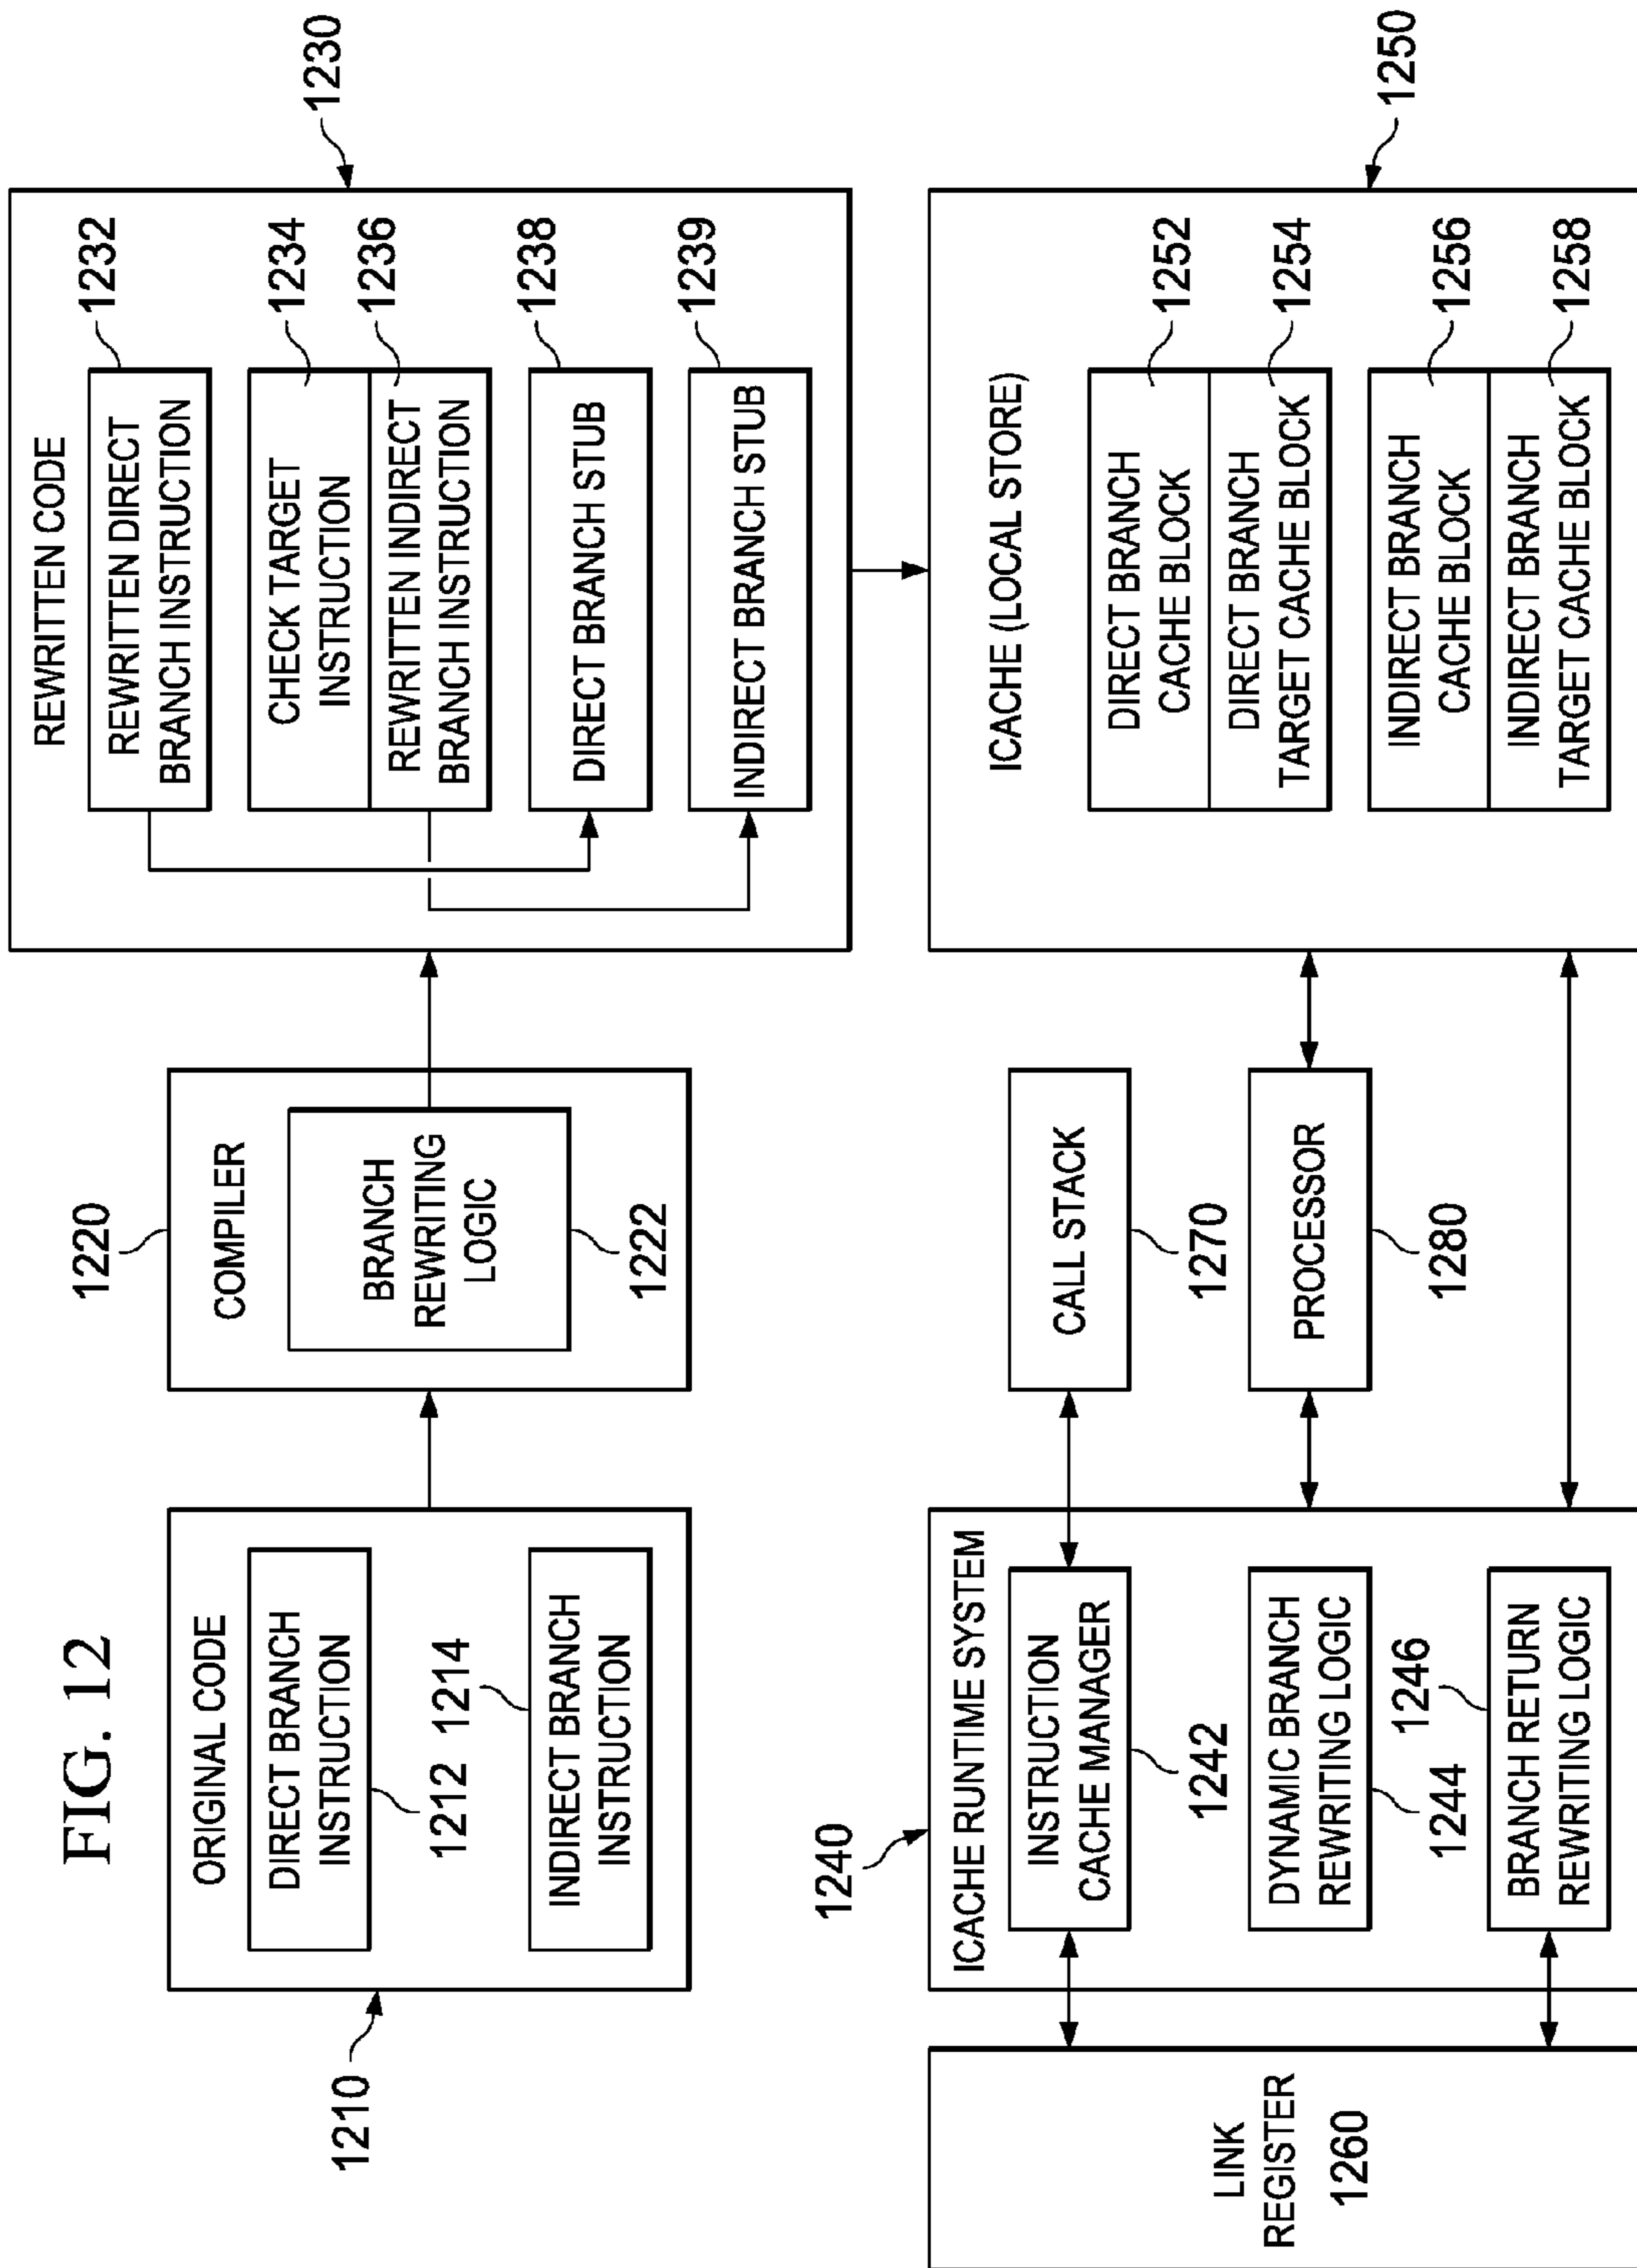 FIG. 12
1210
ORIGINAL CODE
DIRECT BRANCH
INSTRUCTION
1212
1214
INDIRECT BRANCH
INSTRUCTION
1220
COMPILER
BRANCH
REWRITING
LOGIC
1222
REWRITTEN CODE
1230
REWRITTEN DIRECT
BRANCH INSTRUCTION
1232
CHECK TARGET
INSTRUCTION
1234
REWRITTEN INDIRECT
BRANCH INSTRUCTION
1236
DIRECT BRANCH STUB
1238
INDIRECT BRANCH STUB
1239
LINK
REGISTER
1260
1240
ICACHE RUNTIME SYSTEM
INSTRUCTION
CACHE MANAGER
1242
DYNAMIC BRANCH
REWRITING LOGIC
1244
1246
BRANCH RETURN
REWRITING LOGIC
CALL STACK
1270
PROCESSOR
1280
ICACHE (LOCAL STORE)
1250
DIRECT BRANCH
CACHE BLOCK
1252
DIRECT BRANCH
TARGET CACHE BLOCK
1254
INDIRECT BRANCH
CACHE BLOCK
1256
INDIRECT BRANCH
TARGET CACHE BLOCK
1258